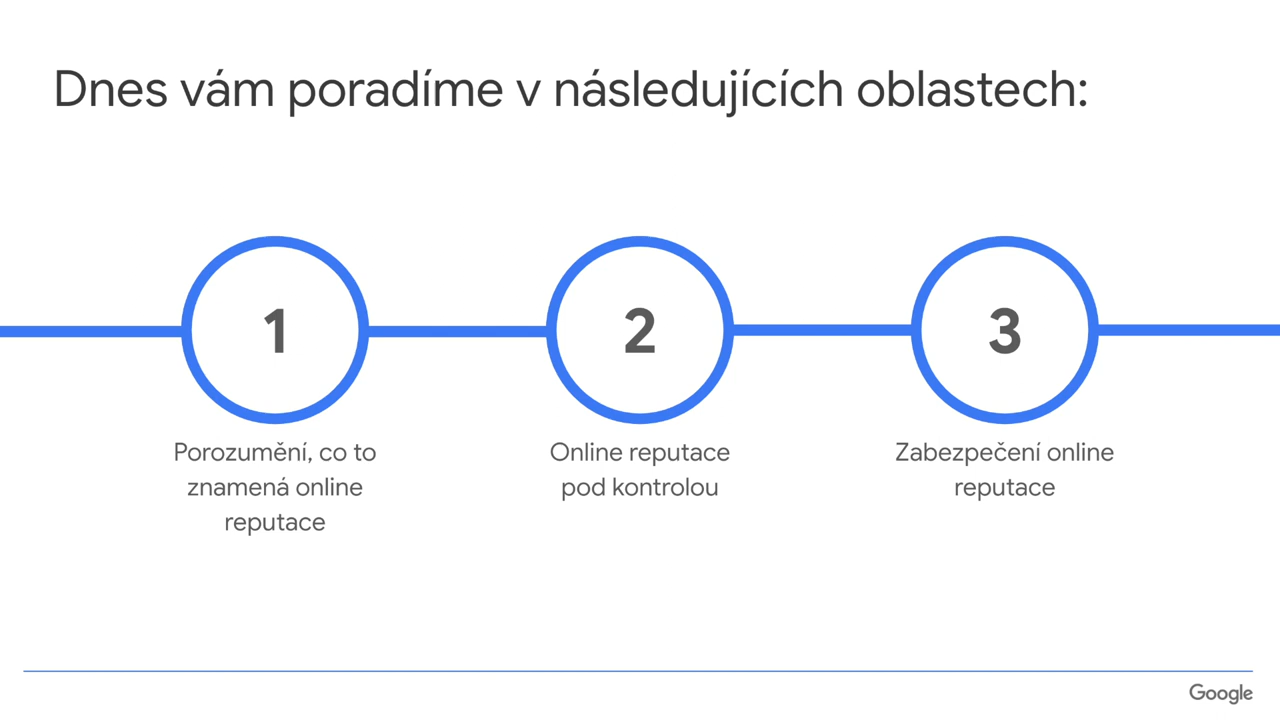 Dnes vám poradíme v následujících oblastech:
1
2
3
Porozumění, co to
znamená online
reputace
Online reputace
pod kontrolou
Zabezpečení online
reputace
Google